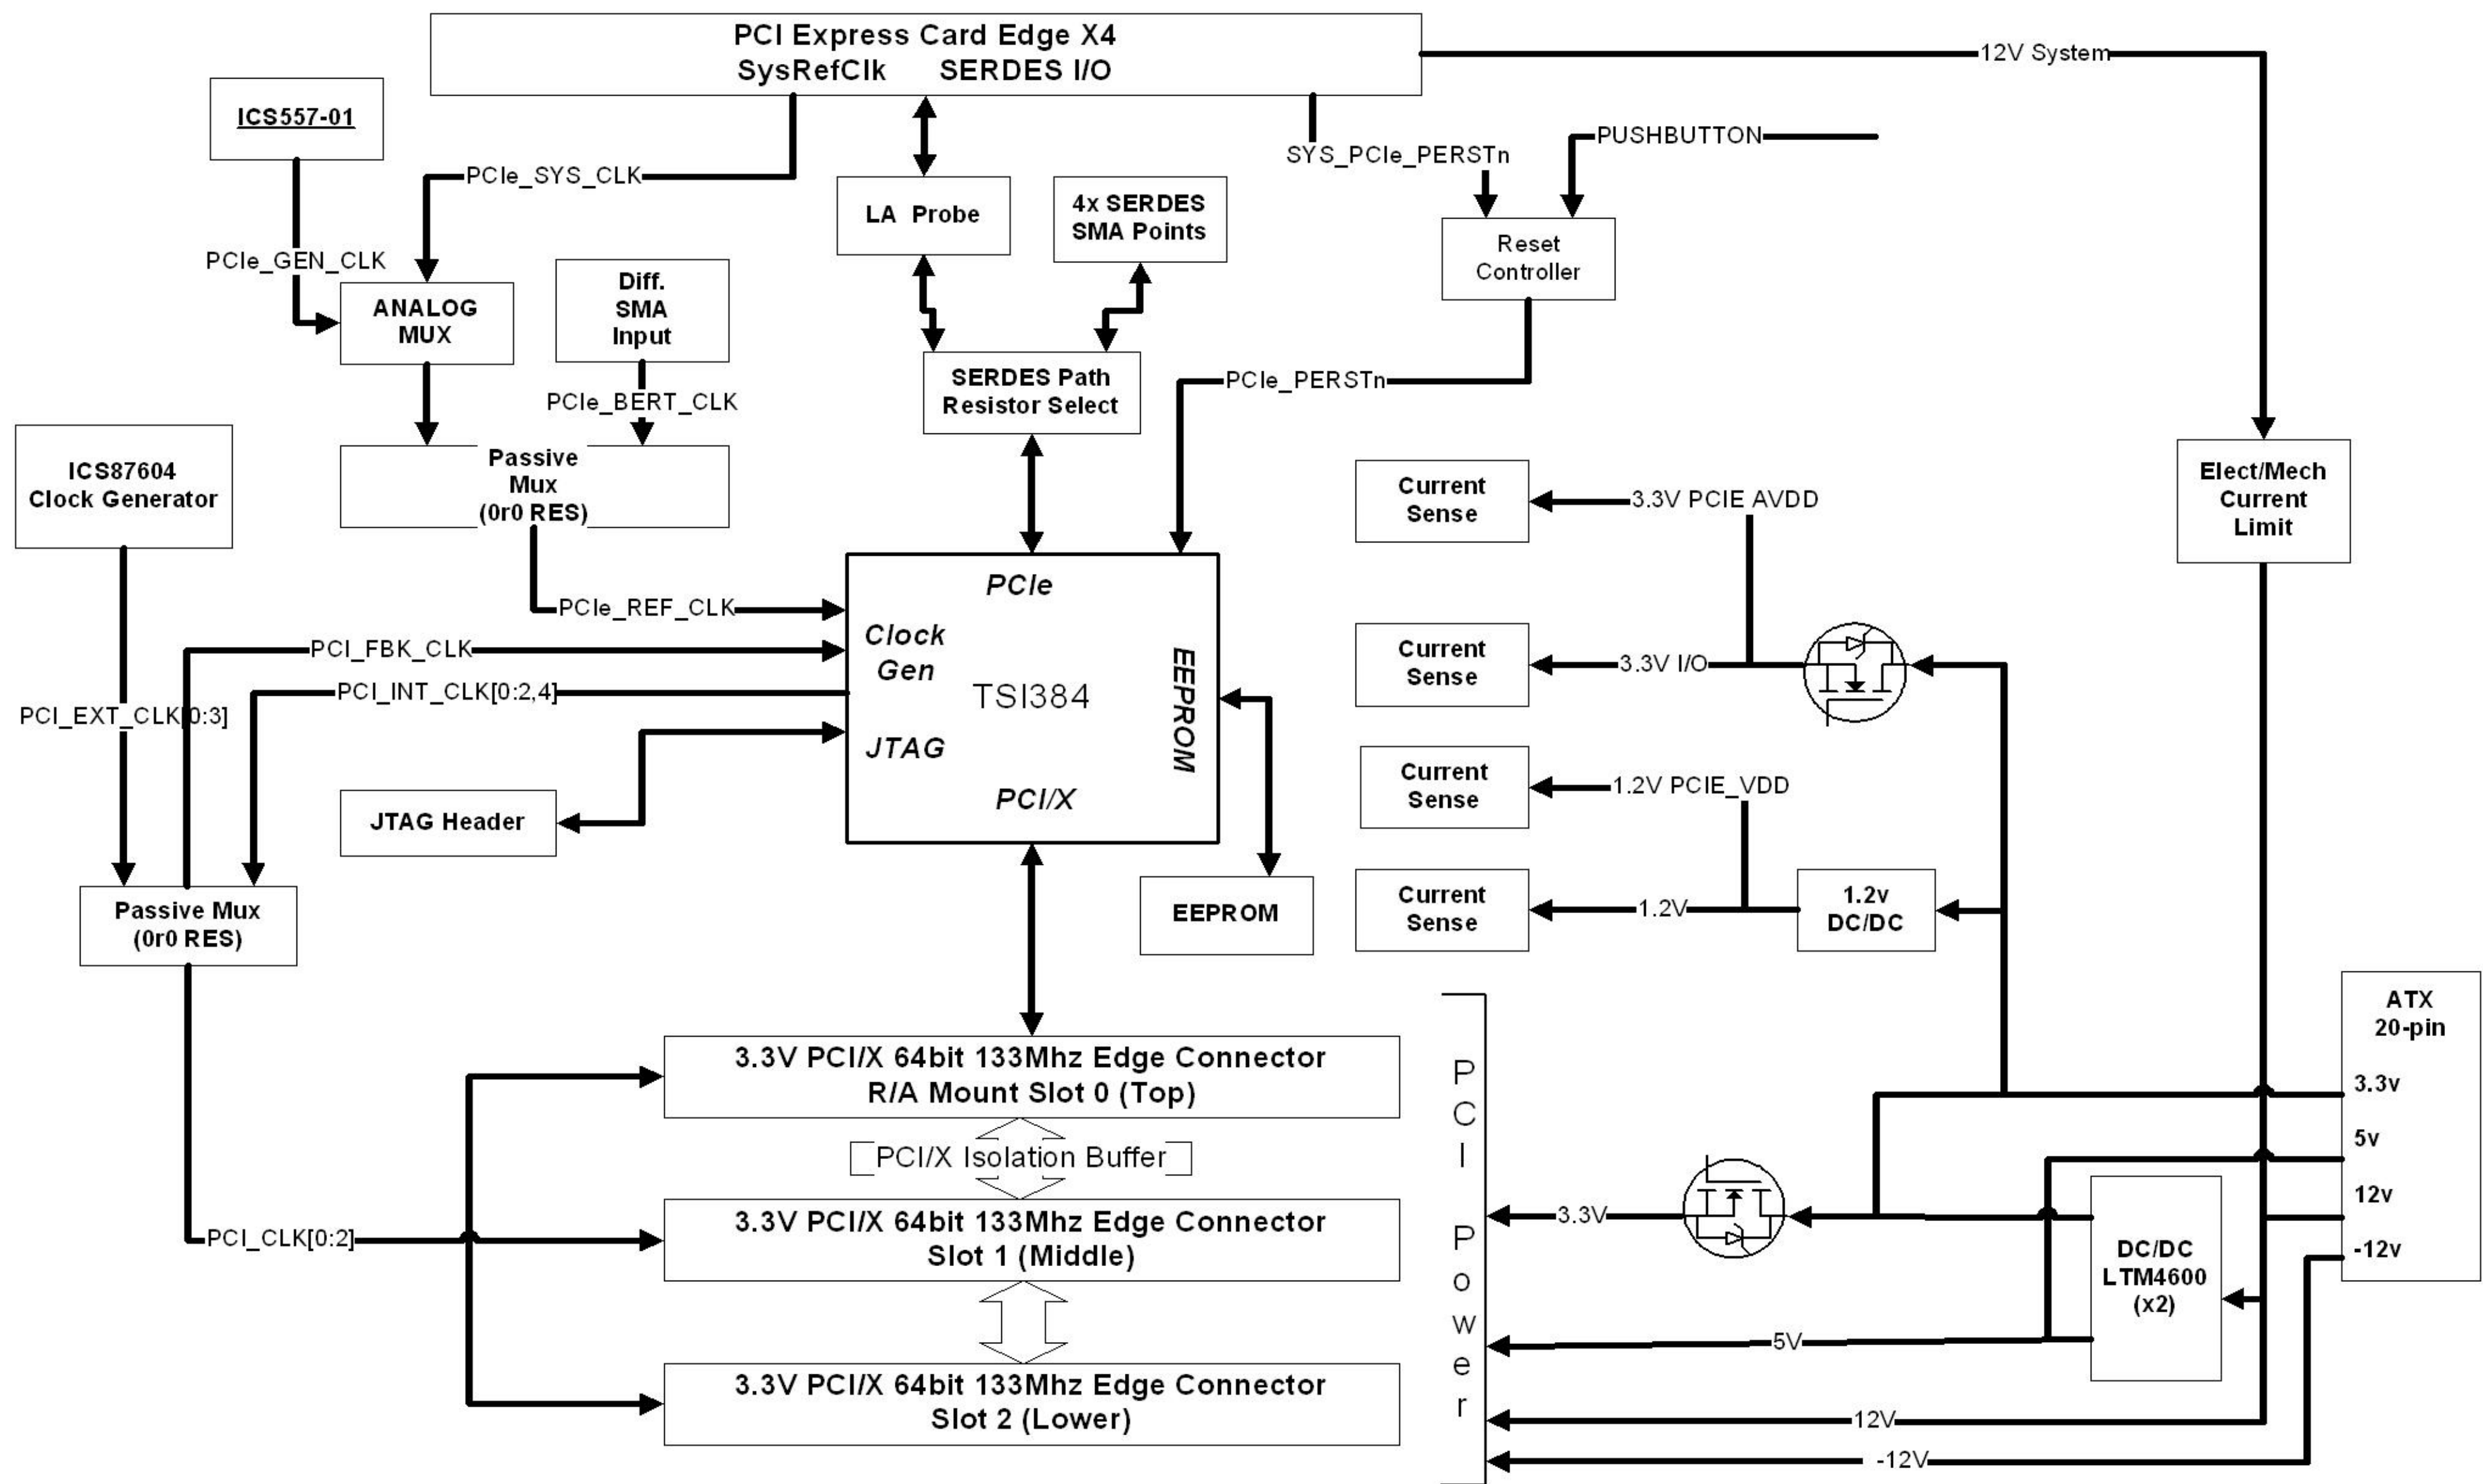 PCI Express Card Edge X4
SysRefClk SERDES I/O
12V System
ICS557-01
PCIe_SYS_CLK
SYS_PCIe_PERSTn
PUSHBUTTON
LA Probe
4x SERDES
SMA Points
Reset
Controller
PCIe_GEN_CLK
ANALOG
MUX
Diff.
SMA
Input
PCIe_BERT_CLK
SERDES Path
Resistor Select
PCIe_PERSTn
ICS87604
Clock Generator
Passive
Mux
(0r0 RES)
Current
Sense
3.3V PCIE AVDD
Elect/Mech
Current
Limit
PCIe_REF_CLK
PCI_FBK_CLK
PCI_INT_CLK[0:2,4]
PCI_EXT_CLK[0:3]
PCIe
Clock
Gen
TSI384
EEPROM
JTAG
PCI/X
Current
Sense
3.3V I/O
Current
Sense
1.2V PCIE_VDD
JTAG Header
Passive Mux
(0r0 RES)
EEPROM
Current
Sense
1.2V
1.2v
DC/DC
ATX
20-pin
3.3v
5v
12v
-12v
3.3V PCI/X 64bit 133Mhz Edge Connector
R/A Mount Slot 0 (Top)
PCI/X Isolation Buffer
PCI_CLK[0:2]
3.3V PCI/X 64bit 133Mhz Edge Connector
Slot 1 (Middle)
3.3V PCI/X 64bit 133Mhz Edge Connector
Slot 2 (Lower)
PCI Power
3.3V
DC/DC
LTM4600
(x2)
5V
12V
-12V